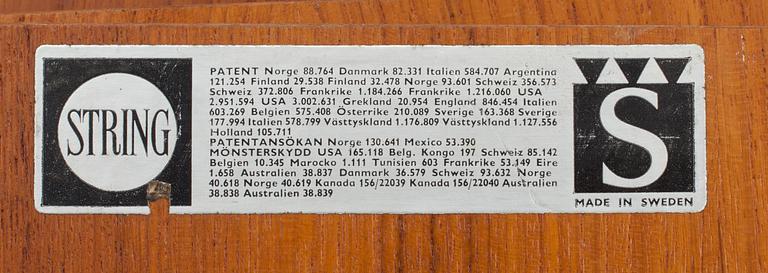 STRING
PATENT Norge 88.764 Danmark 82.331 Italien 584.707 Argentina
121.254 Finland 29.538 Finland 32.478 Norge 93.601 Schweiz 356.573
Schweiz 372.806 Frankrike 1.184.266 Frankrike 1.216.060 USA
2.951.594 USA 3.002.631 Grekland 20.954 England 846.454 Italien
603.269 Belgien 575.408 Österrike 210.089 Sverige 163.368 Sverige
177.994 Italien 578.799 Västtyskland 1.176.809 Västtyskland 1.127.556
Holland 105.711
PATENTANSÖKAN Norge 130.641 Mexico 53.390
MÖNSTERSKYDD USA 165.118 Belg. Kongo 197 Schweiz 85.142
Belgien 10.345 Marocko 1.111 Tunisien 603 Frankrike 53.149 Eire
1.658 Australien 38.837 Danmark 36.579 Schweiz 93.632 Norge
40.618 Norge 40.619 Kanada 156/22039 Kanada 156/22040 Australien
38.838 Australien 38.839
S
MADE IN SWEDEN